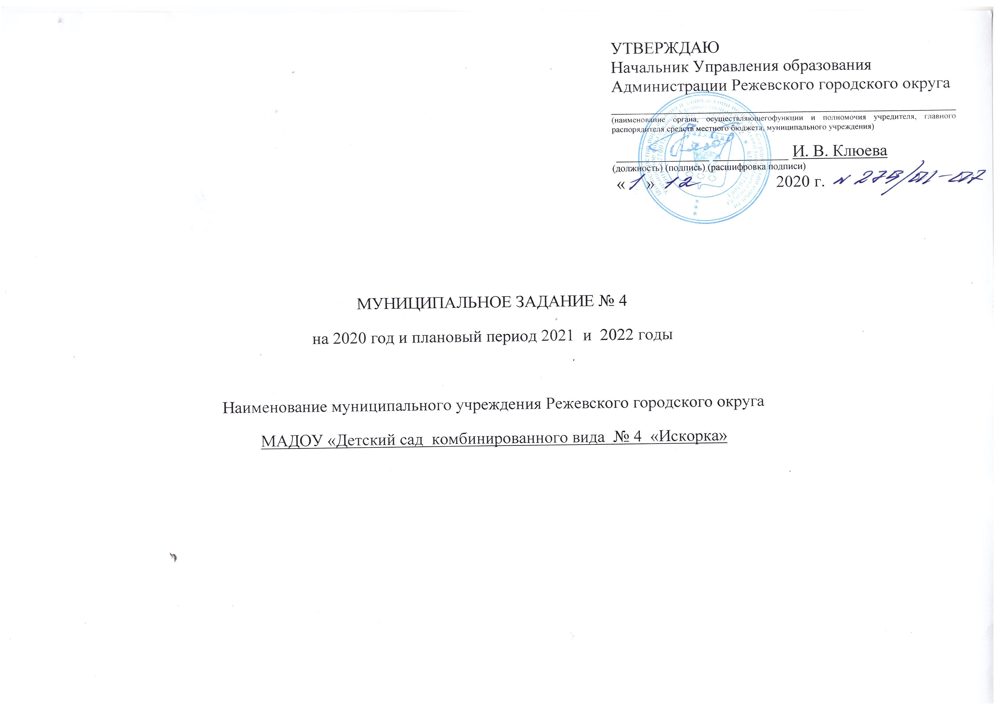 УТВЕРЖДАЮ
Начальник Управления образования
Администрации Режевского городского округа
(наименование органа, осуществляющегофункции и полномочия учредителя, главного
распорядителя средств местного бюджета, муниципального учреждения)
И. В. Клюева
(должность) (подпись) (расшифровка подписи)
« 1 » 12 2020 г. N
МУНИЦИПАЛЬНОЕ ЗАДАНИЕ № 4
на 2020 год и плановый период 2021 и 2022 годы
Наименование муниципального учреждения Режевского городского округа
МАДОУ «Детский сад комбинированного вида № 4 «Искорка»